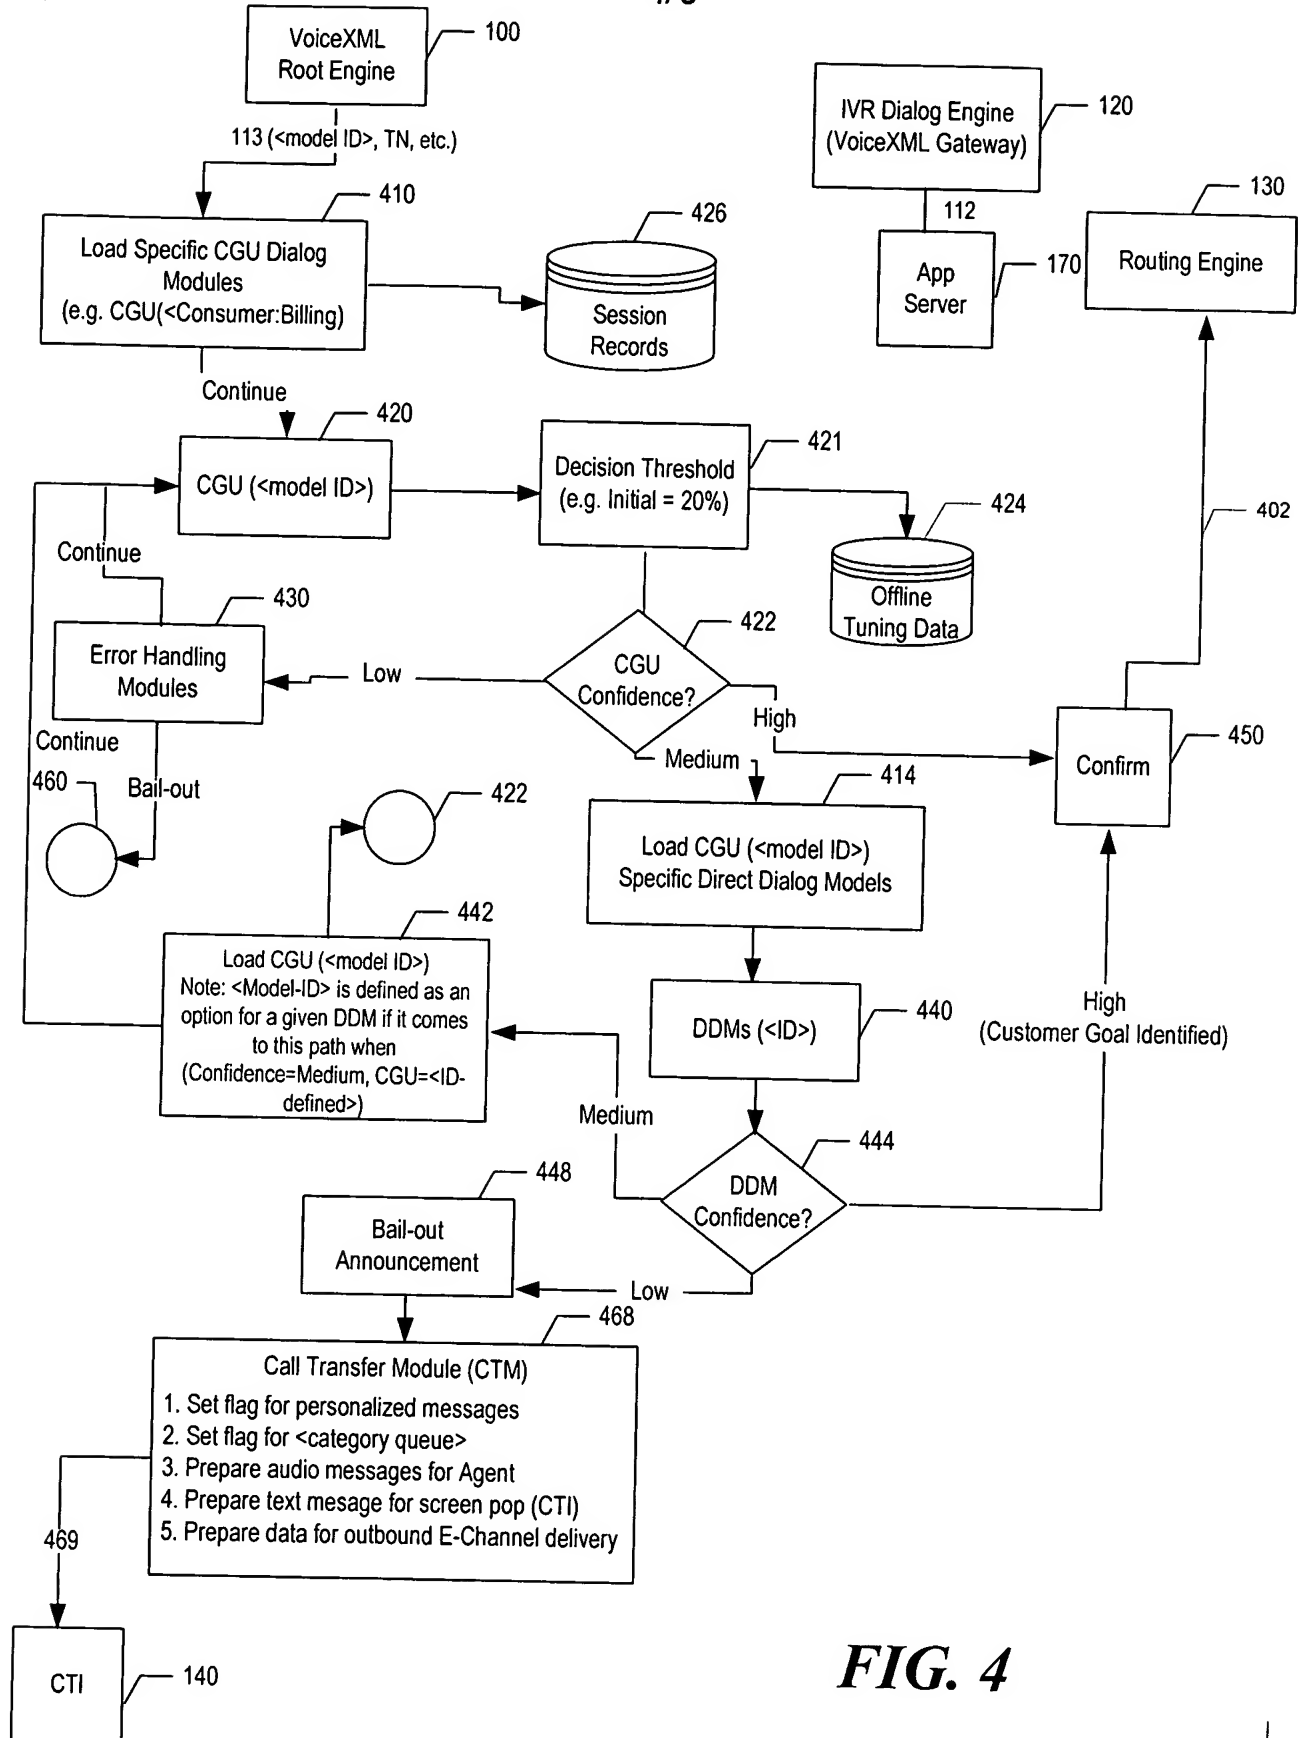 VoiceXML
Root Engine
100
113 (<model ID>, TN, etc.)
IVR Dialog Engine
(VoiceXML Gateway)
120
112
App
Server
170
130
Routing Engine
410
Load Specific CGU Dialog
Modules
(e.g. CGU(<Consumer:Billing)
426
Session
Records
Continue
420
CGU (<model ID>)
421
Decision Threshold
(e.g. Initial = 20%)
424
Offline
Tuning Data
402
Continue
430
Error Handling
Modules
Low
422
CGU
Confidence?
High
Medium
450
Confirm
Continue
460
Bail-out
422
414
Load CGU (<model ID>)
Specific Direct Dialog Models
442
Load CGU (<model ID>)
Note: <Model-ID> is defined as an
option for a given DDM if it comes
to this path when
(Confidence=Medium, CGU=<ID-
defined>)
440
DDMs (<ID>)
High
(Customer Goal Identified)
Medium
444
DDM
Confidence?
448
Bail-out
Announcement
Low
468
Call Transfer Module (CTM)
1. Set flag for personalized messages
2. Set flag for <category queue>
3. Prepare audio messages for Agent
4. Prepare text mesage for screen pop (CTI)
5. Prepare data for outbound E-Channel delivery
469
CTI
140
FIG. 4